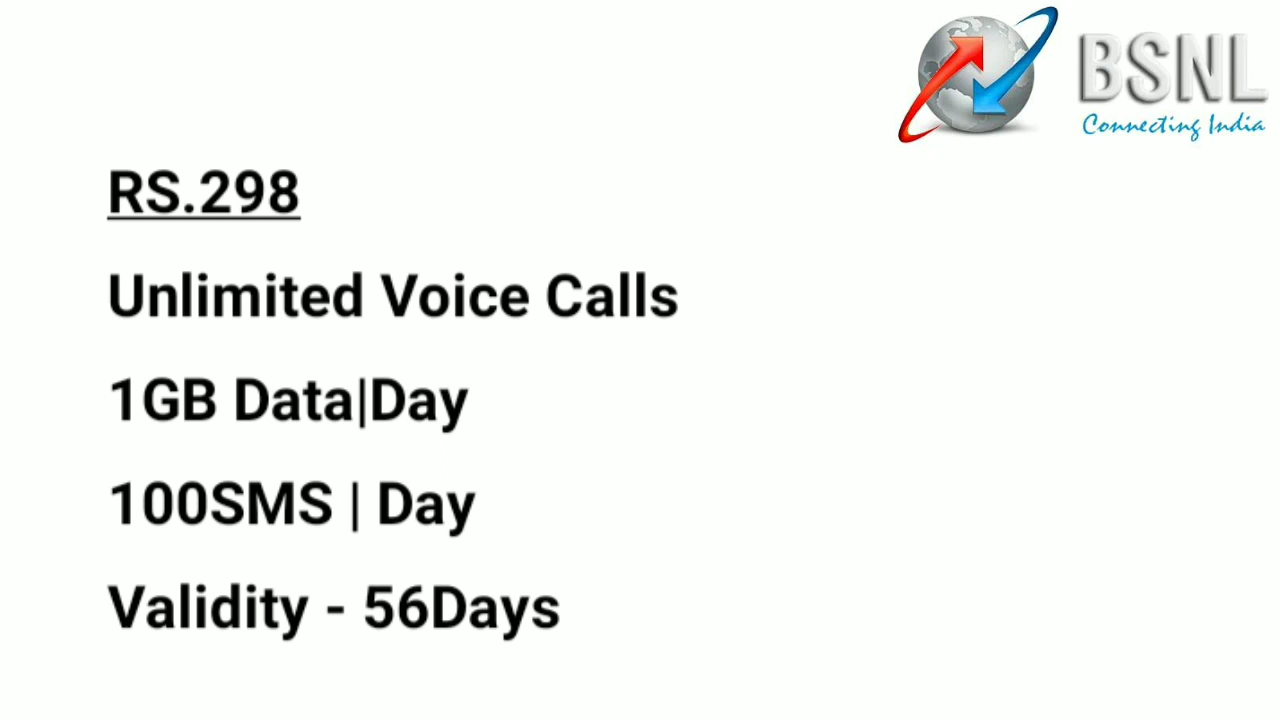 BSNL
Connecting India
RS.298
Unlimited Voice Calls
1GB Data|Day
100SMS | Day
Validity - 56Days